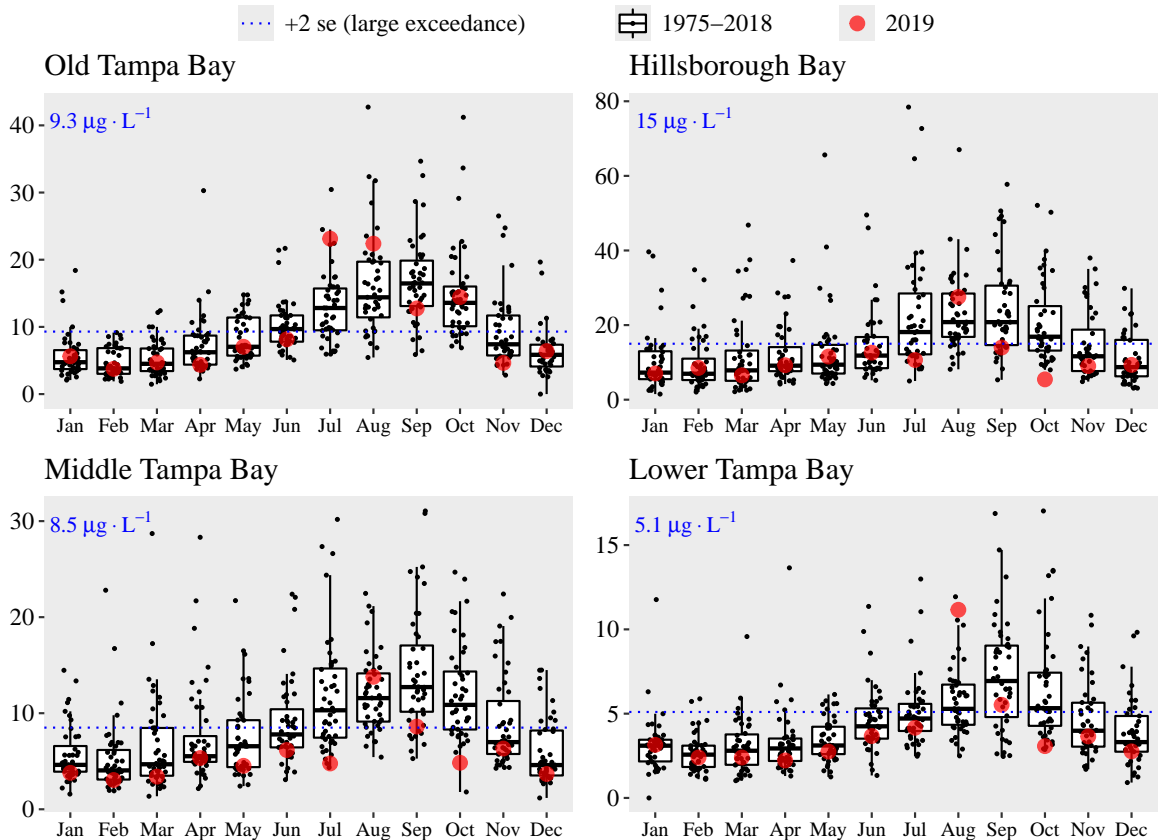 +2 se (large exceedance) 1975–2018 2019
Old Tampa Bay
9.3 µg · L⁻¹
40
30
20
10
0
Jan Feb Mar Apr May Jun Jul Aug Sep Oct Nov Dec
Hillsborough Bay
15 µg · L⁻¹
80
60
40
20
0
Jan Feb Mar Apr May Jun Jul Aug Sep Oct Nov Dec
Middle Tampa Bay
8.5 µg · L⁻¹
30
20
10
0
Jan Feb Mar Apr May Jun Jul Aug Sep Oct Nov Dec
Lower Tampa Bay
5.1 µg · L⁻¹
15
10
5
0
Jan Feb Mar Apr May Jun Jul Aug Sep Oct Nov Dec